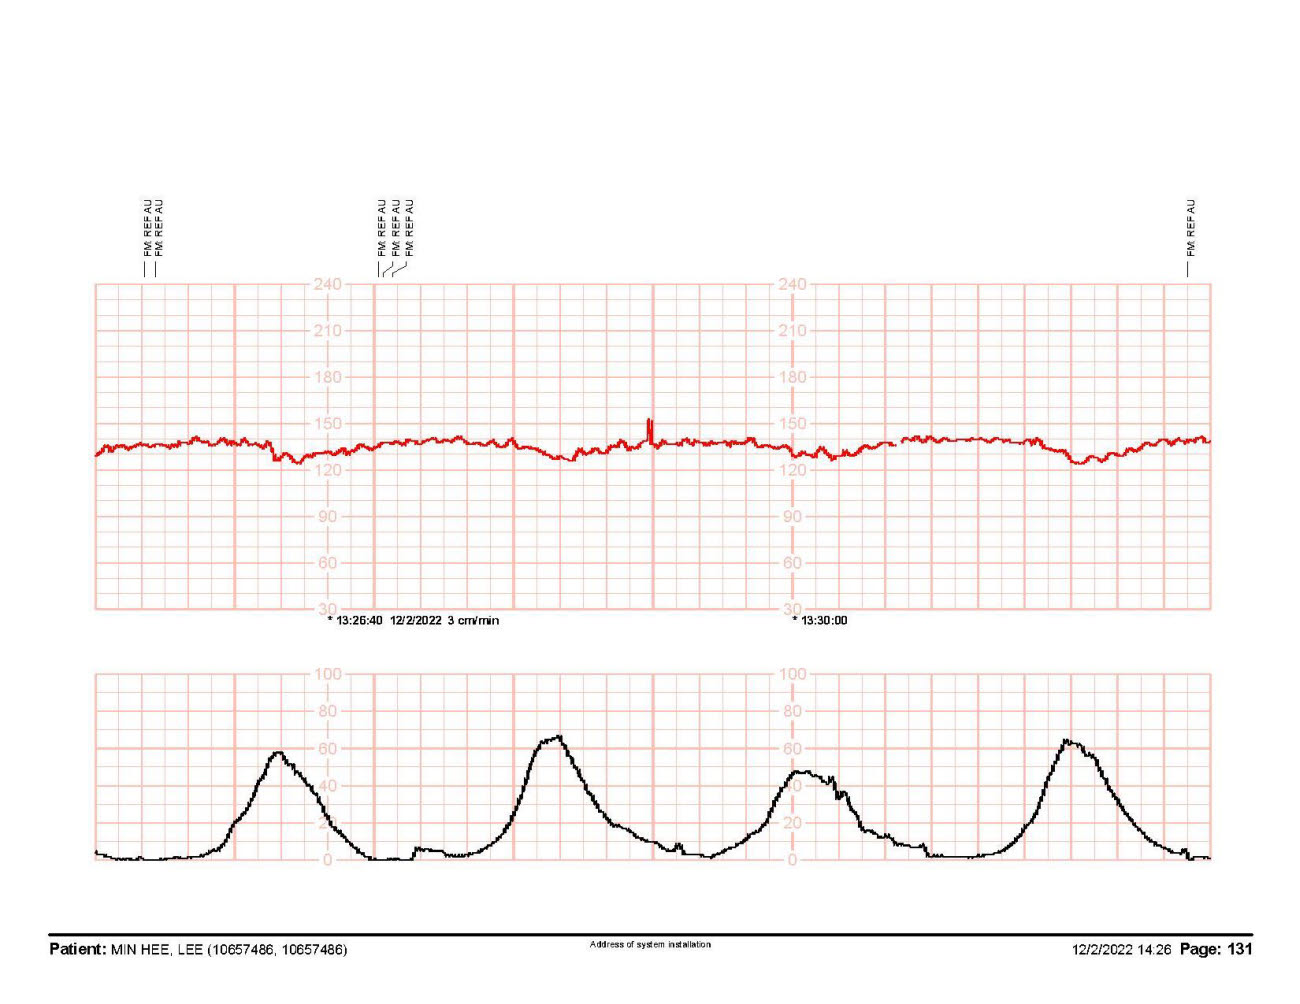 FM: REF AU
FM: REF AU
FM: REF AU
FM: REF AU
FM: REF AU
FM: REF AU
240 240
210 210
180 180
150 150
120 120
90 90
60 60
30 30
* 13:26:40 12/2/2022 3 cm/min * 13:30:00
100 100
80 80
60 60
40 40
20 20
0 0
Patient: MIN HEE, LEE (10657486, 10657486) Address of system installation 12/2/2022 14:26 Page: 131